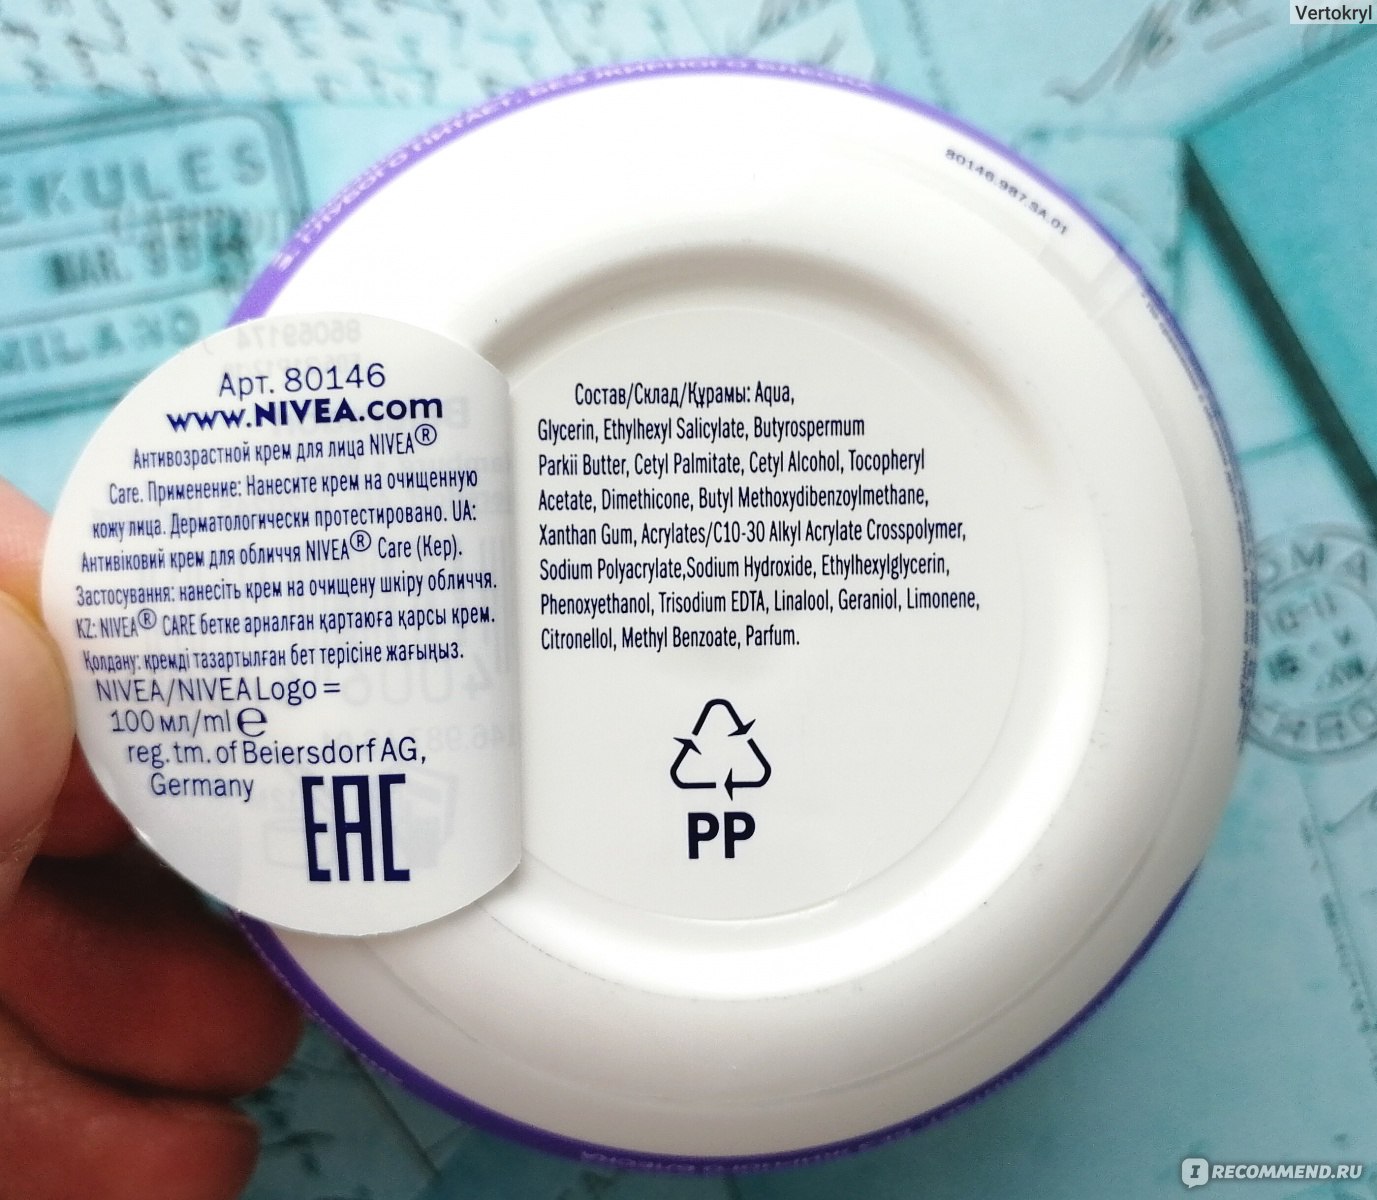 Vertokryl
80146.987.SA.01
EKULES
MAR.
MILANO
Арт. 80146
www.NIVEA.com
Антивозрастной крем для лица NIVEA®
Care. Применение: Нанесите крем на очищенную
кожу лица. Дерматологически протестировано. UA:
Антивіковий крем для обличчя NIVEA® Care (Кер).
Застосування: нанесіть крем на очищену шкіру обличчя.
KZ: NIVEA® CARE бетке арналған қартаюға қарсы крем.
Қолдану: кремді тазартылған бет терісіне жағыңыз.
NIVEA/NIVEA Logo =
100 мл/ml ℮
reg. tm. of Beiersdorf AG,
Germany
EAC
Состав/Склад/Құрамы: Aqua,
Glycerin, Ethylhexyl Salicylate, Butyrospermum
Parkii Butter, Cetyl Palmitate, Cetyl Alcohol, Tocopheryl
Acetate, Dimethicone, Butyl Methoxydibenzoylmethane,
Xanthan Gum, Acrylates/C10-30 Alkyl Acrylate Crosspolymer,
Sodium Polyacrylate,Sodium Hydroxide, Ethylhexylglycerin,
Phenoxyethanol, Trisodium EDTA, Linalool, Geraniol, Limonene,
Citronellol, Methyl Benzoate, Parfum.
PP
IRECOMMEND.RU